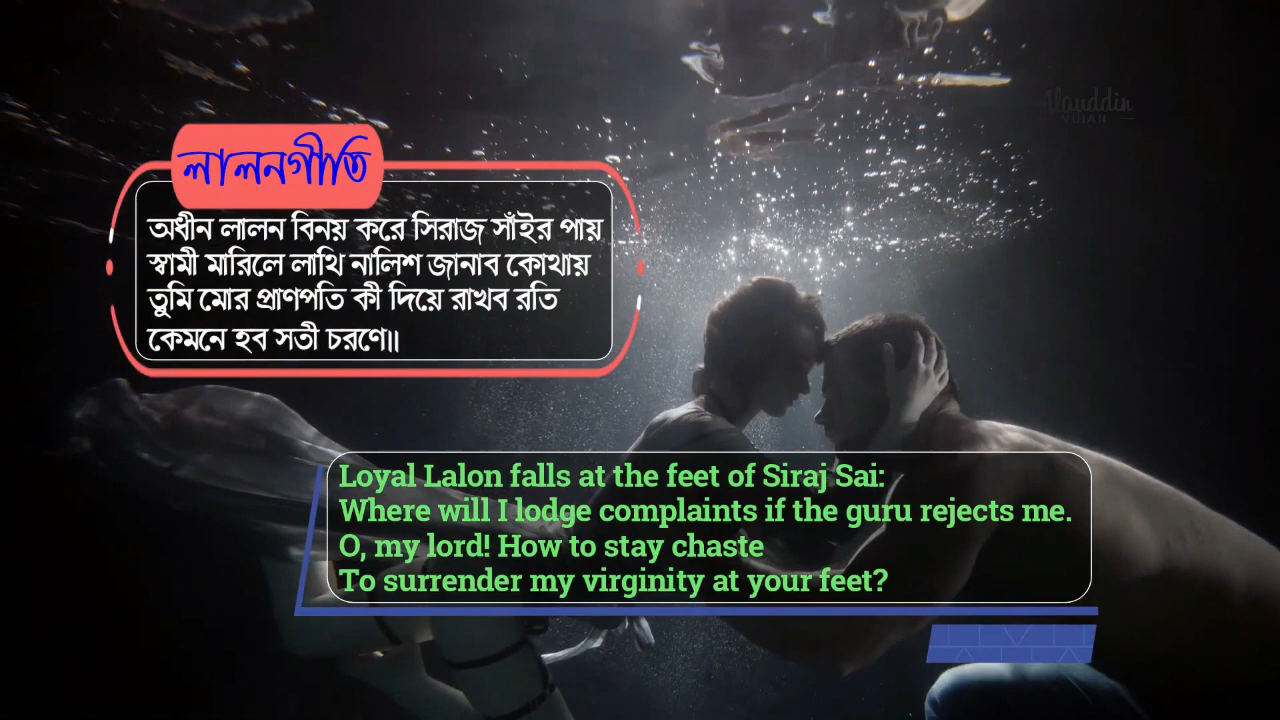 Alauddin
VUIAN
লালনগীতি
অধীন লালন বিনয় করে সিরাজ সাঁইর পায়
স্বামী মারিলে লাথি নালিশ জানাব কোথায়
তুমি মোর প্রাণপতি কী দিয়ে রাখব রতি
কেমনে হব সতী চরণে॥
Loyal Lalon falls at the feet of Siraj Sai:
Where will I lodge complaints if the guru rejects me.
O, my lord! How to stay chaste
To surrender my virginity at your feet?